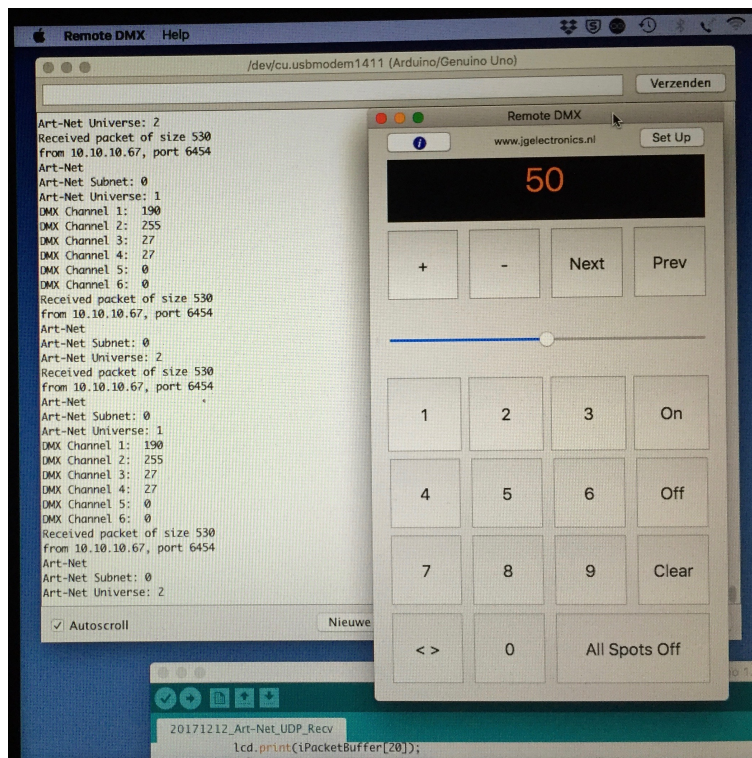 Remote DMX Help
/dev/cu.usbmodem1411 (Arduino/Genuino Uno)
Verzenden
Art-Net Universe: 2
Received packet of size 530
from 10.10.10.67, port 6454
Art-Net
Art-Net Subnet: 0
Art-Net Universe: 1
DMX Channel 1: 190
DMX Channel 2: 255
DMX Channel 3: 27
DMX Channel 4: 27
DMX Channel 5: 0
DMX Channel 6: 0
Received packet of size 530
from 10.10.10.67, port 6454
Art-Net
Art-Net Subnet: 0
Art-Net Universe: 2
Received packet of size 530
from 10.10.10.67, port 6454
Art-Net
Art-Net Subnet: 0
Art-Net Universe: 1
DMX Channel 1: 190
DMX Channel 2: 255
DMX Channel 3: 27
DMX Channel 4: 27
DMX Channel 5: 0
DMX Channel 6: 0
Received packet of size 530
from 10.10.10.67, port 6454
Art-Net
Art-Net Subnet: 0
Art-Net Universe: 2
Autoscroll
Nieuwe
Remote DMX
i www.jgelectronics.nl Set Up
50
+ - Next Prev
1 2 3 On
4 5 6 Off
7 8 9 Clear
< > 0 All Spots Off
20171212_Art-Net_UDP_Recv
lcd.print(iPacketBuffer[20]);